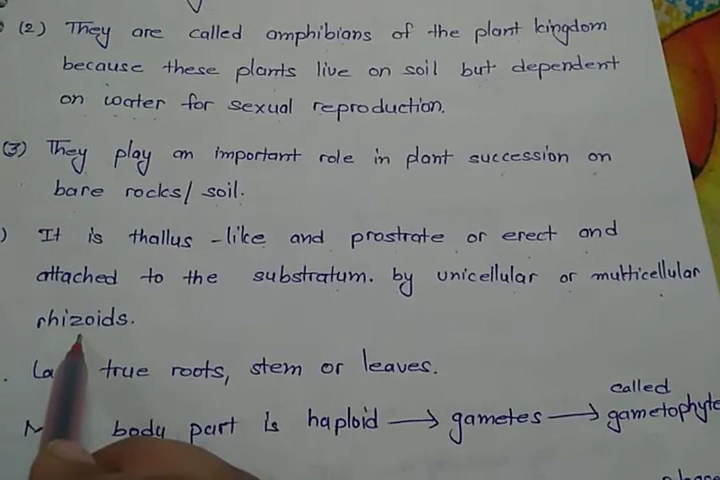 (2) They are called amphibians of the plant kingdom
because these plants live on soil but dependent
on water for sexual reproduction.
(3) They play an important role in plant succession on
bare rocks/ soil.
) It is thallus -like and prostrate or erect and
attached to the substratum. by unicellular or multicellular
rhizoids.
. true roots, stem or leaves.
called
body part is haploid → gametes → gametophyte